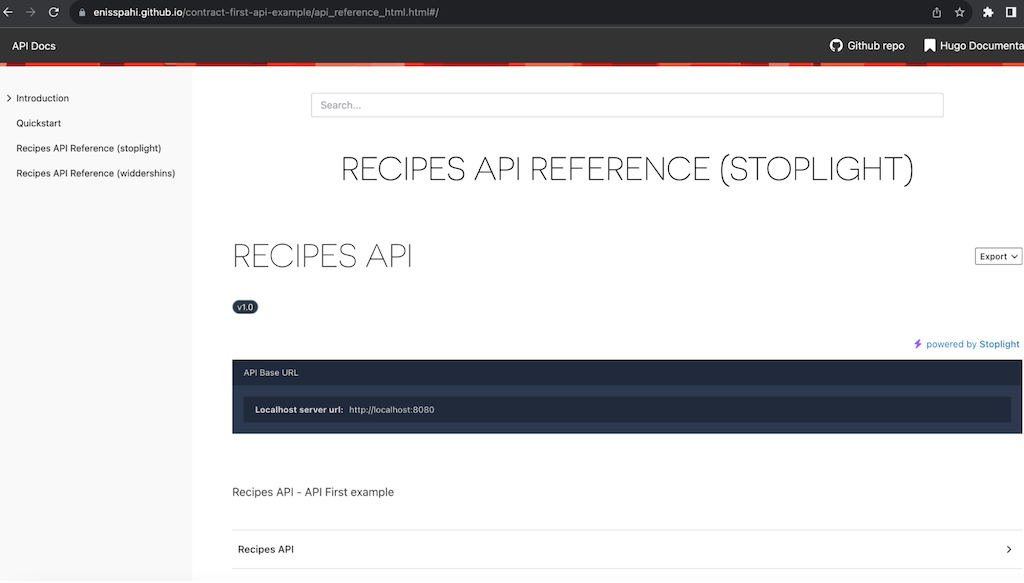 enisspahi.github.io/contract-first-api-example/api_reference_html.html#/
API Docs
Github repo
Hugo Documenta
Introduction
Quickstart
Recipes API Reference (stoplight)
Recipes API Reference (widdershins)
Search...
RECIPES API REFERENCE (STOPLIGHT)
RECIPES API
Export
v1.0
powered by Stoplight
API Base URL
Localhost server url: http://localhost:8080
Recipes API - API First example
Recipes API